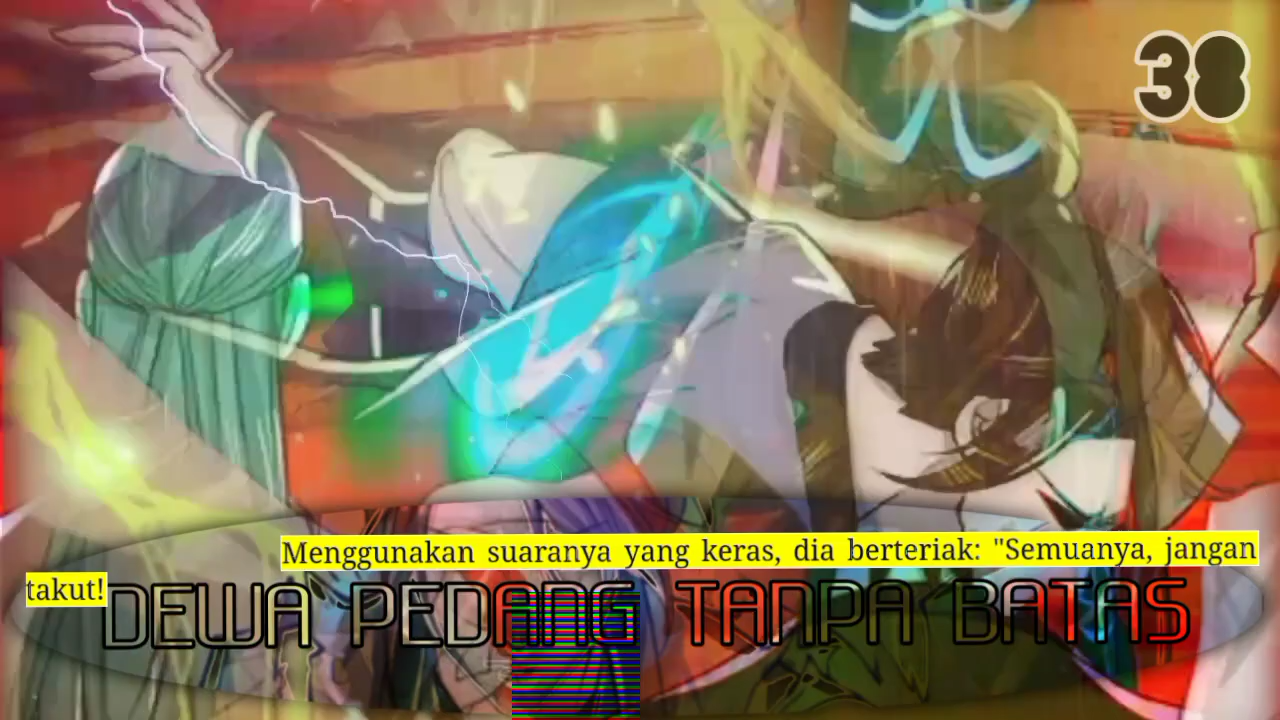 38
Menggunakan suaranya yang keras, dia berteriak: "Semuanya, jangan
takut!
DEWA PEDANG TANPA BATAS